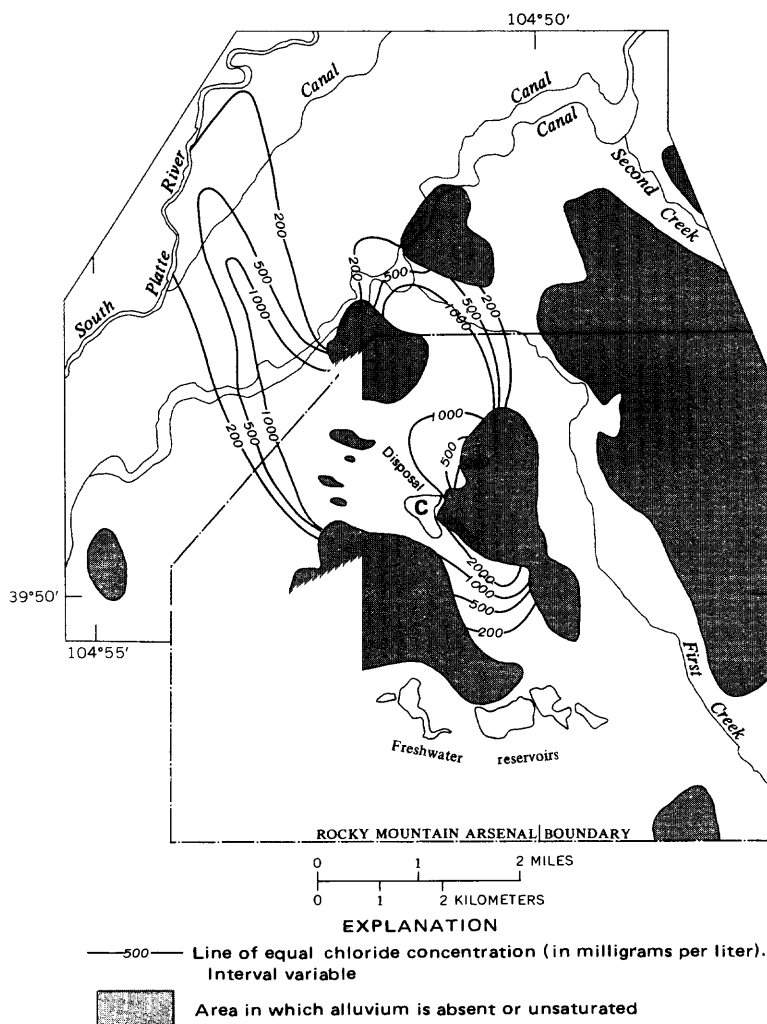 104°50′
Canal
Canal
Canal
River
Second
Creek
200
200
500
500
200
Platte
1000
1000
200
500
South
1000
1000
200
500
1000
500
Disposal
C
2000
1000
39°50′
500
200
104°55′
First
Creek
Freshwater reservoirs
ROCKY MOUNTAIN ARSENAL BOUNDARY
0 1 2 MILES
0 1 2 KILOMETERS
EXPLANATION
500 Line of equal chloride concentration (in milligrams per liter).
Interval variable
Area in which alluvium is absent or unsaturated